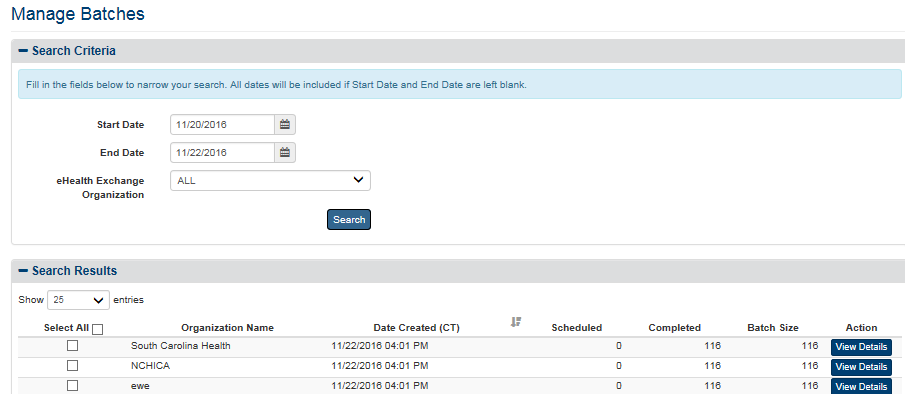 Manage Batches
Search Criteria
Fill in the fields below to narrow your search. All dates will be included if Start Date and End Date are left blank.
Start Date 11/20/2016
End Date 11/22/2016
eHealth Exchange ALL
Organization
Search
Search Results
Show 25 entries
Select All Organization Name Date Created (CT) Scheduled Completed Batch Size Action
South Carolina Health 11/22/2016 04:01 PM 0 116 116 View Details
NCHICA 11/22/2016 04:01 PM 0 116 116 View Details
ewe 11/22/2016 04:01 PM 0 116 116 View Details